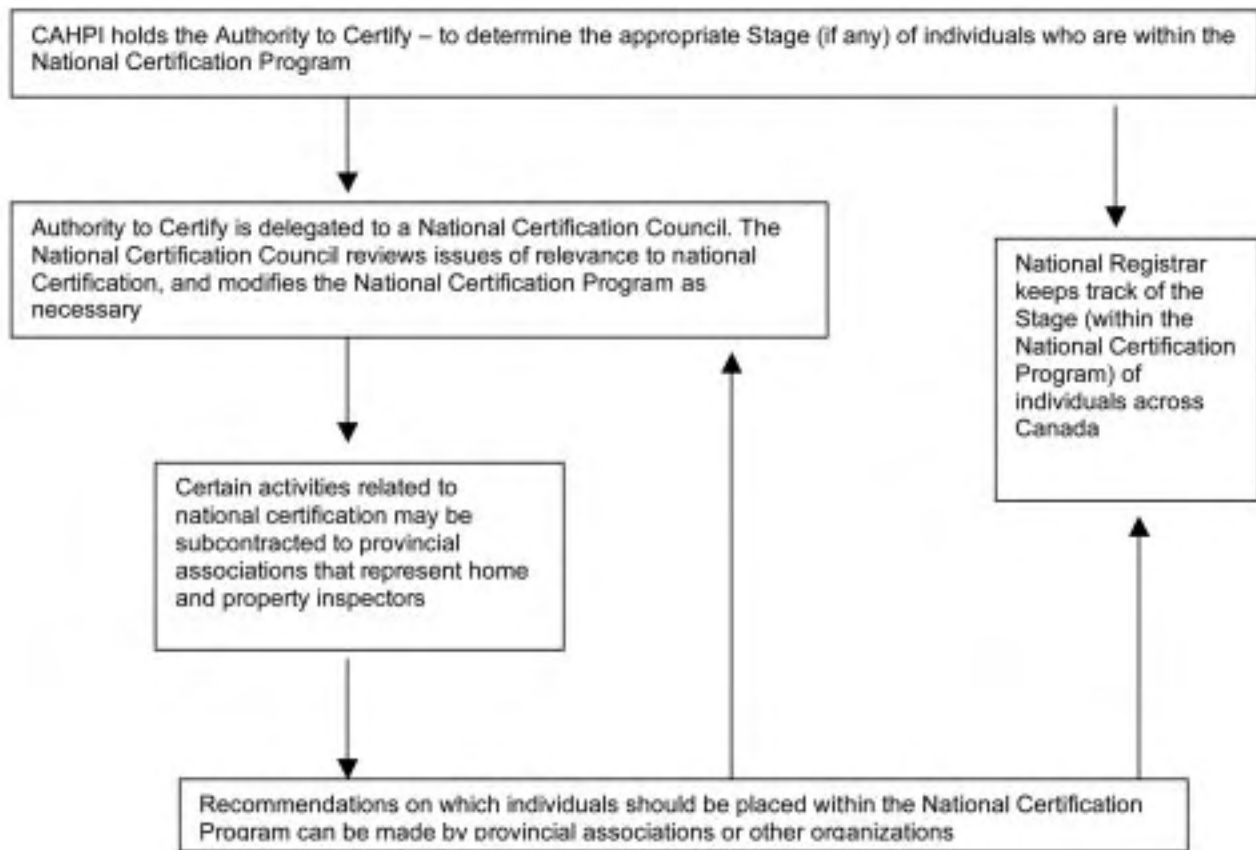 CAHPI holds the Authority to Certify – to determine the appropriate Stage (if any) of individuals who are within the
National Certification Program
Authority to Certify is delegated to a National Certification Council. The
National Certification Council reviews issues of relevance to national
Certification, and modifies the National Certification Program as
necessary
National Registrar
keeps track of the
Stage (within the
National Certification
Program) of
individuals across
Canada
Certain activities related to
national certification may be
subcontracted to provincial
associations that represent home
and property inspectors
Recommendations on which individuals should be placed within the National Certification
Program can be made by provincial associations or other organizations